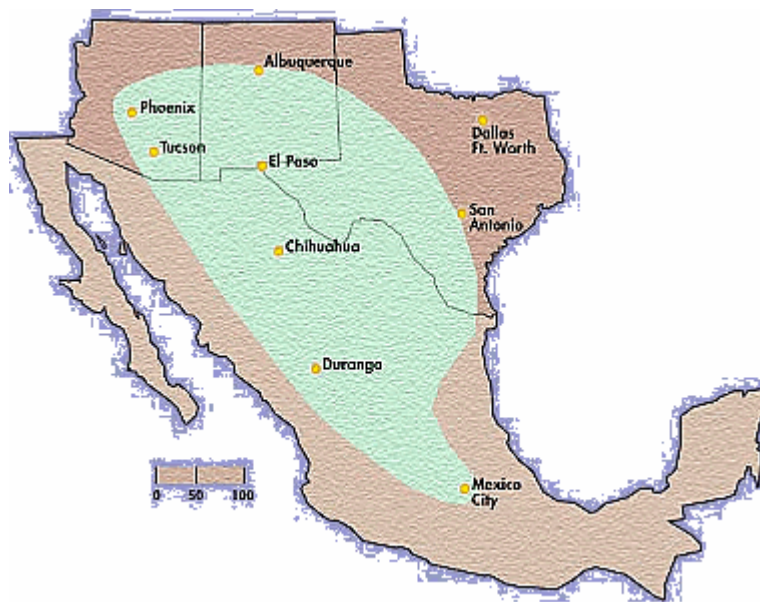 Albuquerque
Phoenix
Dallas
Ft. Worth
Tucson
El Paso
San
Antonio
Chihuahua
Durango
Mexico
City
0 50 100